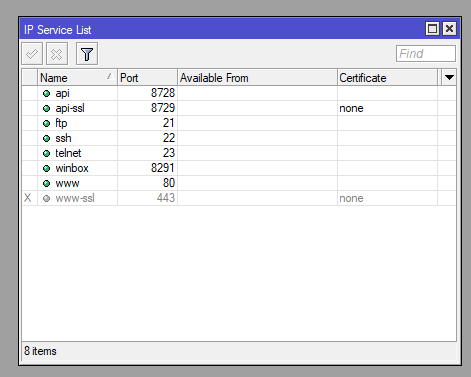 IP Service List
Find
Name Port Available From Certificate
api 8728
api-ssl 8729 none
ftp 21
ssh 22
telnet 23
winbox 8291
www 80
X www-ssl 443 none
8 items